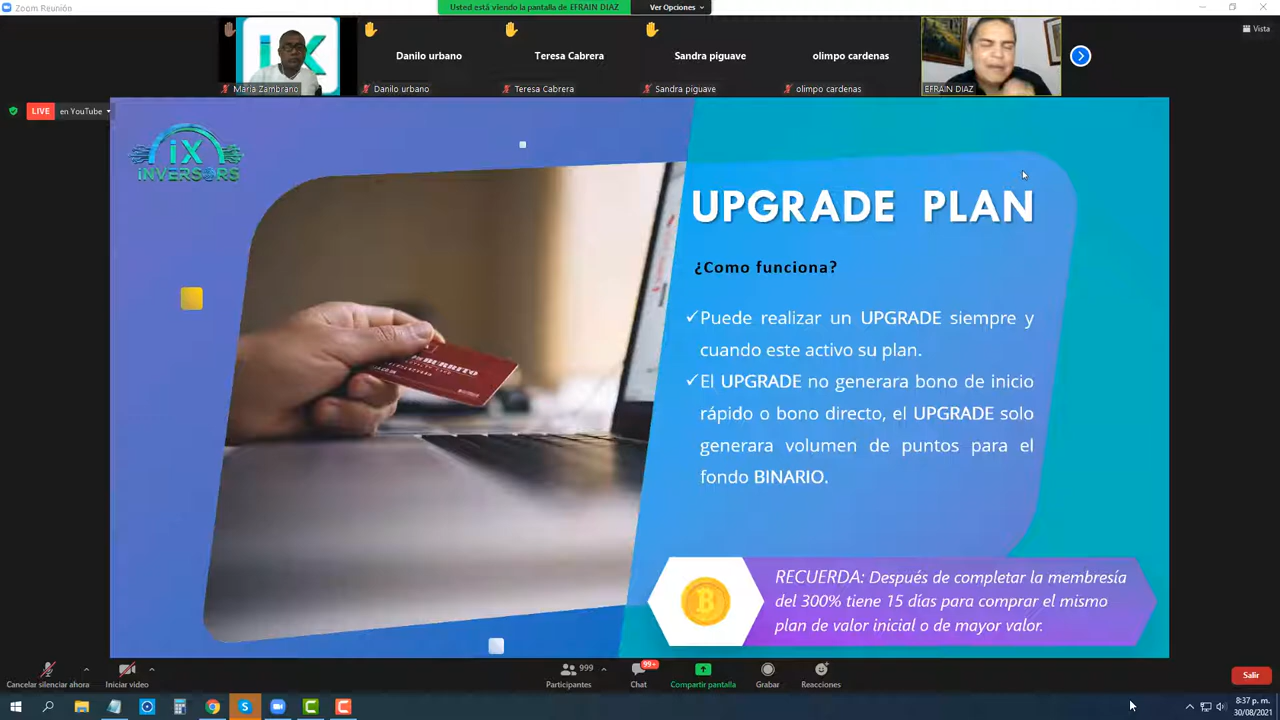 Zoom Reunión
Usted está viendo la pantalla de EFRAIN DIAZ
Ver Opciones
Vista
iX
Maria Zambrano
Danilo urbano
Danilo urbano
Teresa Cabrera
Teresa Cabrera
Sandra piguave
Sandra piguave
olimpo cardenas
olimpo cardenas
EFRAIN DIAZ
LIVE en YouTube
iX
iNVERSORS
UPGRADE PLAN
¿Como funciona?
✓Puede realizar un UPGRADE siempre y
cuando este activo su plan.
✓El UPGRADE no generara bono de inicio
rápido o bono directo, el UPGRADE solo
generara volumen de puntos para el
fondo BINARIO.
BURRITO
RECUERDA: Después de completar la membresía
del 300% tiene 15 días para comprar el mismo
plan de valor inicial o de mayor valor.
Cancelar silenciar ahora
Iniciar video
999
Participantes
99+
Chat
Compartir pantalla
Grabar
Reacciones
Salir
8:37 p. m.
30/08/2021